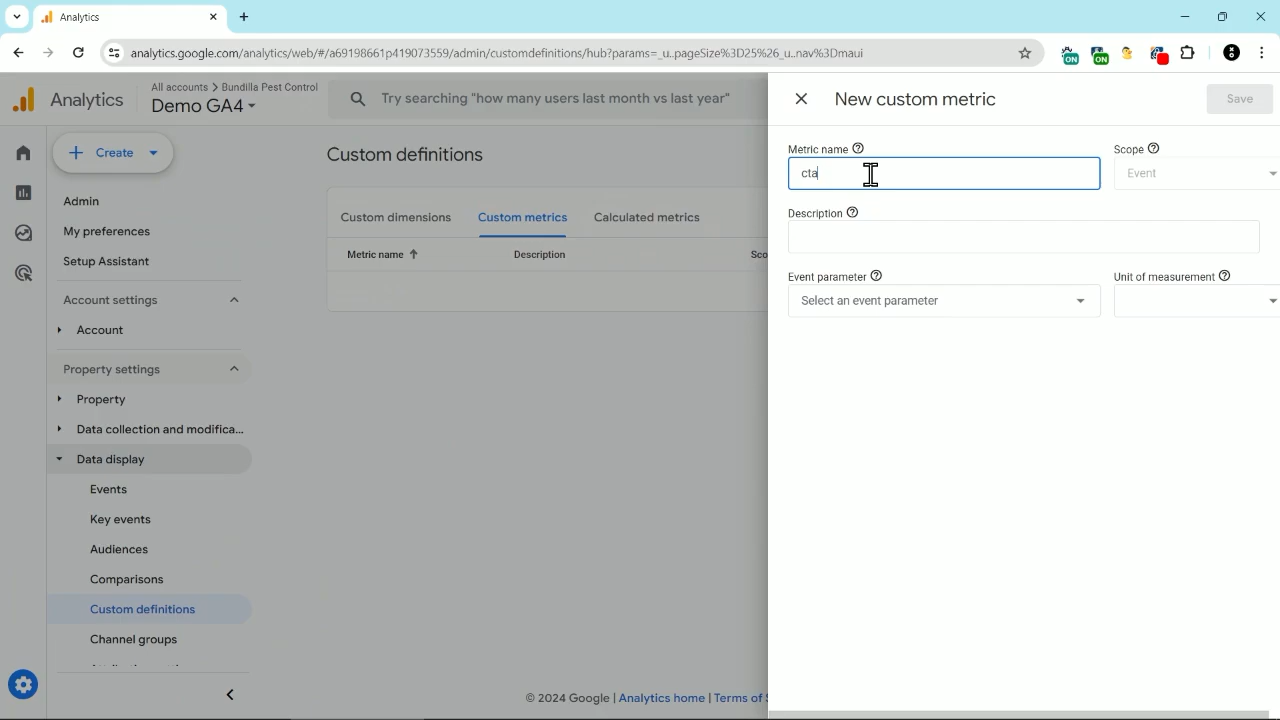 Analytics
analytics.google.com/analytics/web/#/a69198661p419073559/admin/customdefinitions/hub?params=_u.pageSize%3D25%26_u.nav%3Dmaui
ON
ON
Analytics
All accounts > Bundilla Pest Control
Demo GA4
Try searching "how many users last month vs last year"
New custom metric
Save
Create
Custom definitions
Metric name
Scope
cta
Event
Admin
My preferences
Setup Assistant
Custom dimensions
Custom metrics
Calculated metrics
Description
Metric name
Description
Sco
Event parameter
Unit of measurement
Select an event parameter
Account settings
Account
Property settings
Property
Data collection and modifica...
Data display
Events
Key events
Audiences
Comparisons
Custom definitions
Channel groups
© 2024 Google | Analytics home | Terms of S